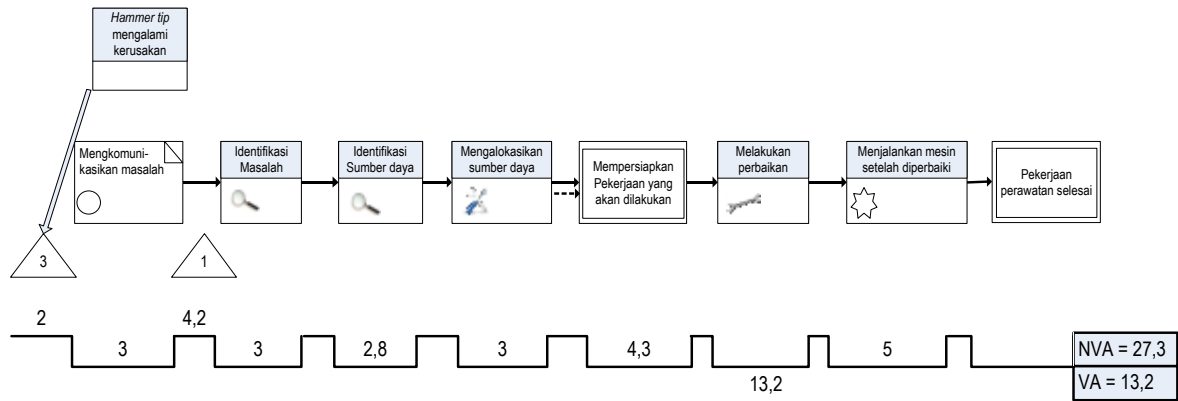 Hammer tip
mengalami
kerusakan
Mengkomuni-
kasikan masalah
Identifikasi
Masalah
Identifikasi
Sumber daya
Mengalokasikan
sumber daya
Mempersiapkan
Pekerjaan yang
akan dilakukan
Melakukan
perbaikan
Menjalankan mesin
setelah diperbaiki
Pekerjaan
perawatan selesai
3
1
2
4,2
3
3
2,8
3
4,3
13,2
5
NVA = 27,3
VA = 13,2